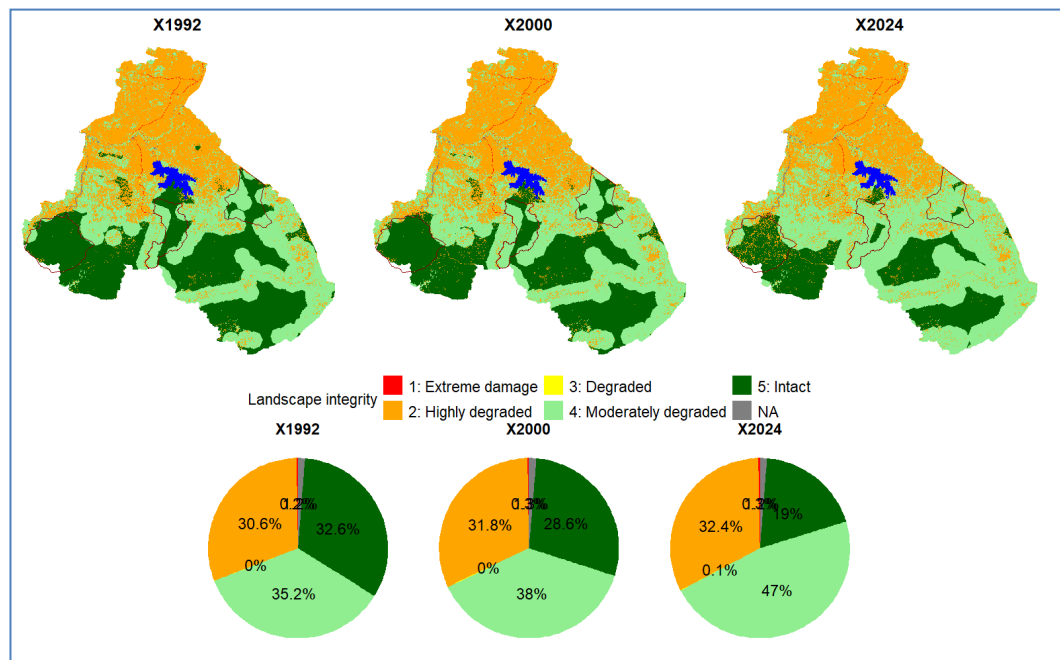 X1992 X2000 X2024
Landscape integrity
1: Extreme damage 3: Degraded 5: Intact
2: Highly degraded 4: Moderately degraded NA
X1992 X2000 X2024
30.6% 32.6% 31.8% 28.6% 32.4% 19%
0% 0% 0.1%
35.2% 38% 47%